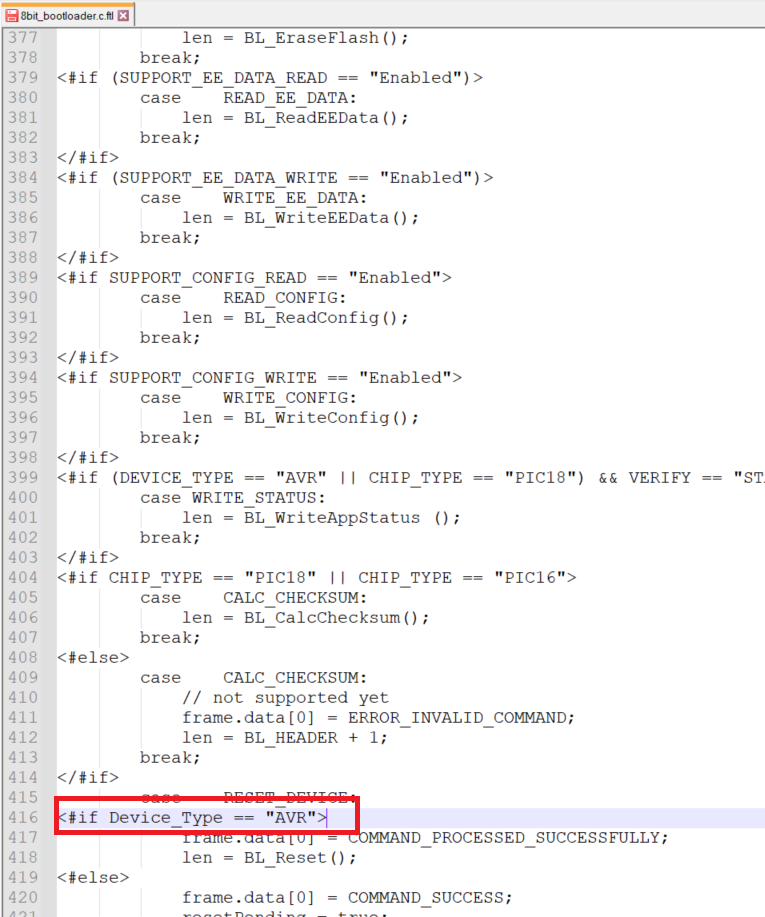 8bit_bootloader.c.ftl
377 len = BL_EraseFlash();
378 break;
379 <#if (SUPPORT_EE_DATA_READ == "Enabled")>
380 case READ_EE_DATA:
381 len = BL_ReadEEData();
382 break;
383 </#if>
384 <#if (SUPPORT_EE_DATA_WRITE == "Enabled")>
385 case WRITE_EE_DATA:
386 len = BL_WriteEEData();
387 break;
388 </#if>
389 <#if SUPPORT_CONFIG_READ == "Enabled">
390 case READ_CONFIG:
391 len = BL_ReadConfig();
392 break;
393 </#if>
394 <#if SUPPORT_CONFIG_WRITE == "Enabled">
395 case WRITE_CONFIG:
396 len = BL_WriteConfig();
397 break;
398 </#if>
399 <#if (DEVICE_TYPE == "AVR" || CHIP_TYPE == "PIC18") && VERIFY == "STA
400 case WRITE_STATUS:
401 len = BL_WriteAppStatus ();
402 break;
403 </#if>
404 <#if CHIP_TYPE == "PIC18" || CHIP_TYPE == "PIC16">
405 case CALC_CHECKSUM:
406 len = BL_CalcChecksum();
407 break;
408 <#else>
409 case CALC_CHECKSUM:
410 // not supported yet
411 frame.data[0] = ERROR_INVALID_COMMAND;
412 len = BL_HEADER + 1;
413 break;
414 </#if>
415 case RESET_DEVICE:
416 <#if Device_Type == "AVR">
417 frame.data[0] = COMMAND_PROCESSED_SUCCESSFULLY;
418 len = BL_Reset();
419 <#else>
420 frame.data[0] = COMMAND_SUCCESS;
421 resetPending = true;